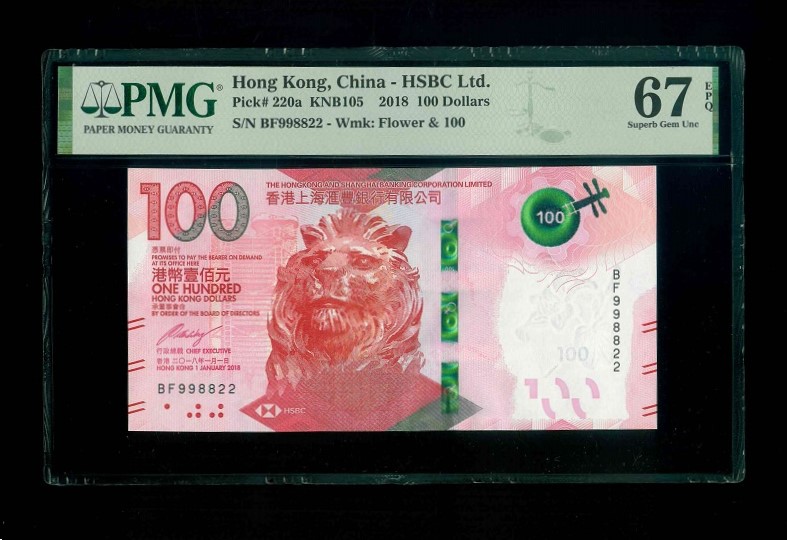 PMG®
PAPER MONEY GUARANTY
Hong Kong, China - HSBC Ltd.
Pick# 220a KNB105 2018 100 Dollars
S/N BF998822 - Wmk: Flower & 100
67
EPQ
Superb Gem Unc
100
THE HONGKONG AND SHANGHAI BANKING CORPORATION LIMITED
香港上海滙豐銀行有限公司
100
憑票即付
PROMISES TO PAY THE BEARER ON DEMAND
AT ITS OFFICE HERE
港幣壹佰元
ONE HUNDRED
HONG KONG DOLLARS
承董事會命
BY ORDER OF THE BOARD OF DIRECTORS
行政總裁 CHIEF EXECUTIVE
香港 二〇一八年一月一日
HONG KONG 1 JANUARY 2018
BF998822
HSBC
BF998822
100